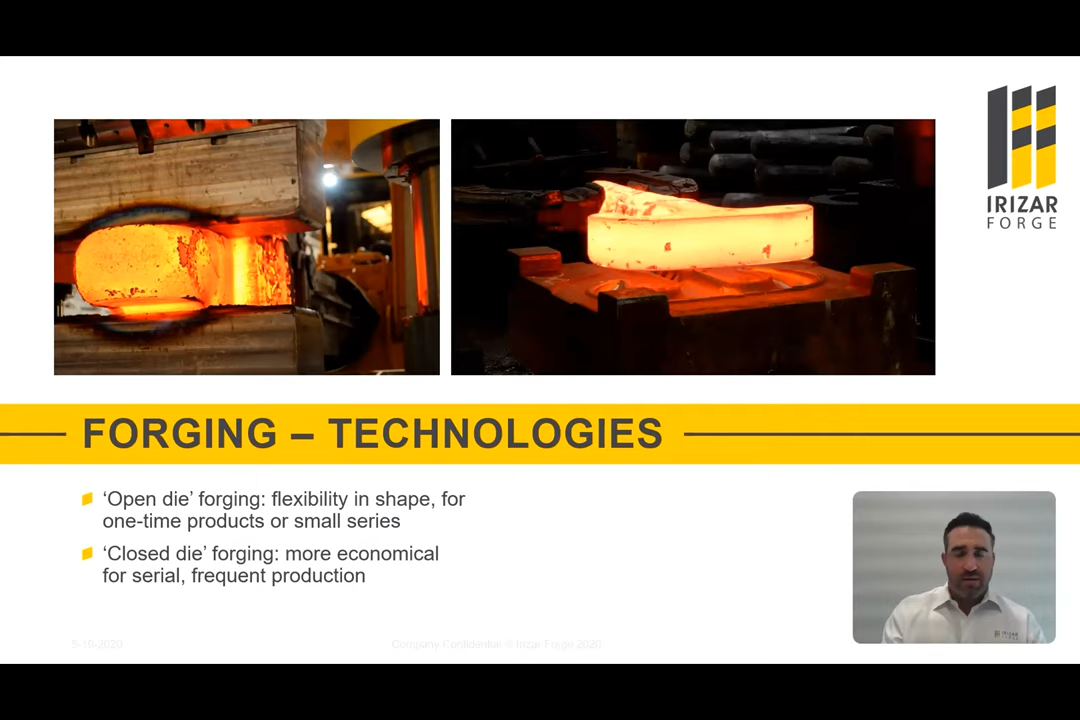 IRIZAR
FORGE
FORGING – TECHNOLOGIES
‘Open die’ forging: flexibility in shape, for
one-time products or small series
‘Closed die’ forging: more economical
for serial, frequent production
IRIZAR
5-10-2020
Company Confidential © Irizar Forge 2020